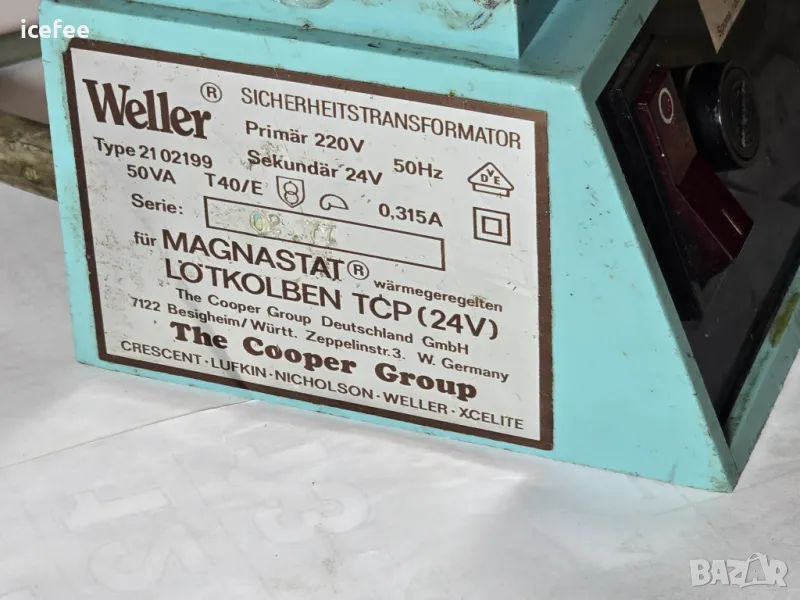 icefee
Weller ® SICHERHEITSTRANSFORMATOR
Primär 220V 50Hz
Type 21 02199 Sekundär 24V
50VA T40/E 0,315A
VDE
Serie: 02
für MAGNASTAT® wärmegeregelten
LÖTKOLBEN TCP (24V)
The Cooper Group Deutschland GmbH
7122 Besigheim/Württ. Zeppelinstr.3. W. Germany
The Cooper Group
CRESCENT · LUFKIN · NICHOLSON · WELLER · XCELITE
BAZAR